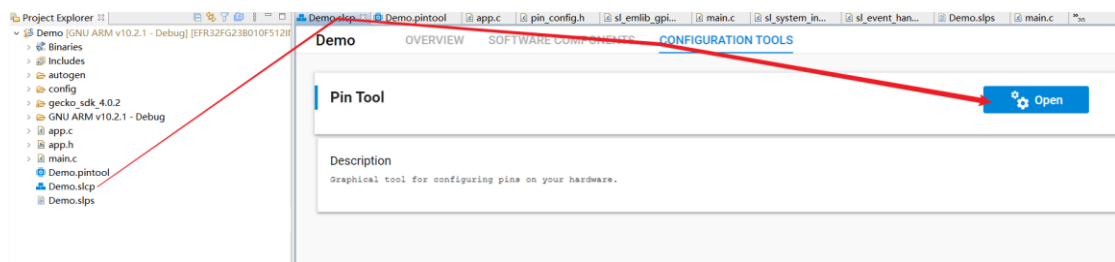 Project Explorer
Demo [GNU ARM v10.2.1 - Debug] [EFR32FG23B010F512I
Binaries
Includes
autogen
config
gecko_sdk_4.0.2
GNU ARM v10.2.1 - Debug
app.c
app.h
main.c
Demo.pintool
Demo.slcp
Demo.slps
Demo.slcp Demo.pintool app.c pin_config.h sl_emlib_gpi... main.c sl_system_in... sl_event_han... Demo.slps main.c
Demo OVERVIEW SOFTWARE COMPONENTS CONFIGURATION TOOLS
Pin Tool
Open
Description
Graphical tool for configuring pins on your hardware.